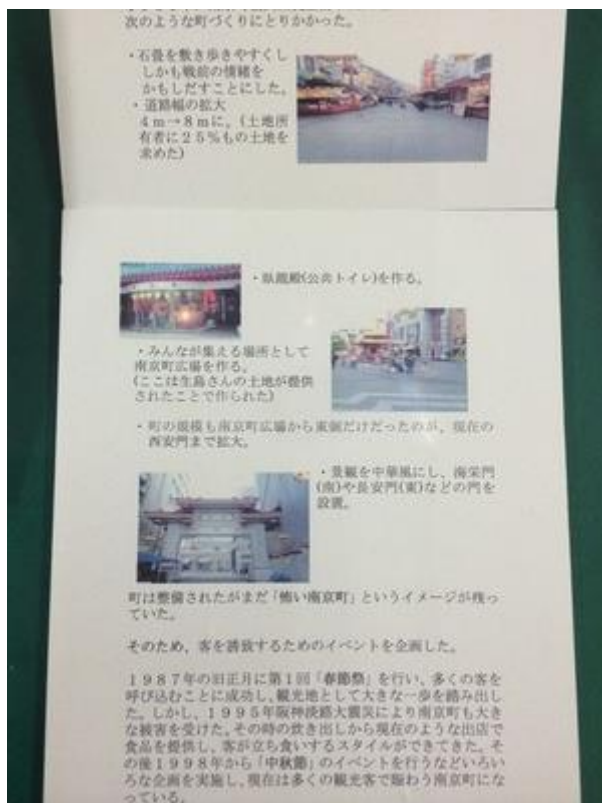 次のような町づくりにとりかかった。
・石畳を敷き歩きやすくし
しかも戦前の情緒を
かもしだすことにした。
・道路幅の拡大
４ｍ→８ｍに。(土地所
有者に２５％もの土地を
求めた)
・臥龍殿(公共トイレ)を作る。
・みんなが集える場所として
南京町広場を作る。
(ここは生島さんの土地が提供
されたことで作られた)
・町の規模も南京町広場から東側だけだったのが、現在の
西安門まで拡大。
・景観を中華風にし、海栄門
(南)や長安門(東)などの門を
設置。
町は整備されたがまだ「怖い南京町」というイメージが残っ
ていた。
そのため、客を誘致するためのイベントを企画した。
１９８７年の旧正月に第１回「春節祭」を行い、多くの客を
呼び込むことに成功し、観光地として大きな一歩を踏み出し
た。しかし、１９９５年阪神淡路大震災により南京町も大き
な被害を受けた。その時の炊き出しから現在のような出店で
食品を提供し、客が立ち食いするスタイルができてきた。そ
の後１９９８年から「中秋節」のイベントを行うなどいろい
ろな企画を実施し、現在は多くの観光客で賑わう南京町にな
っている。